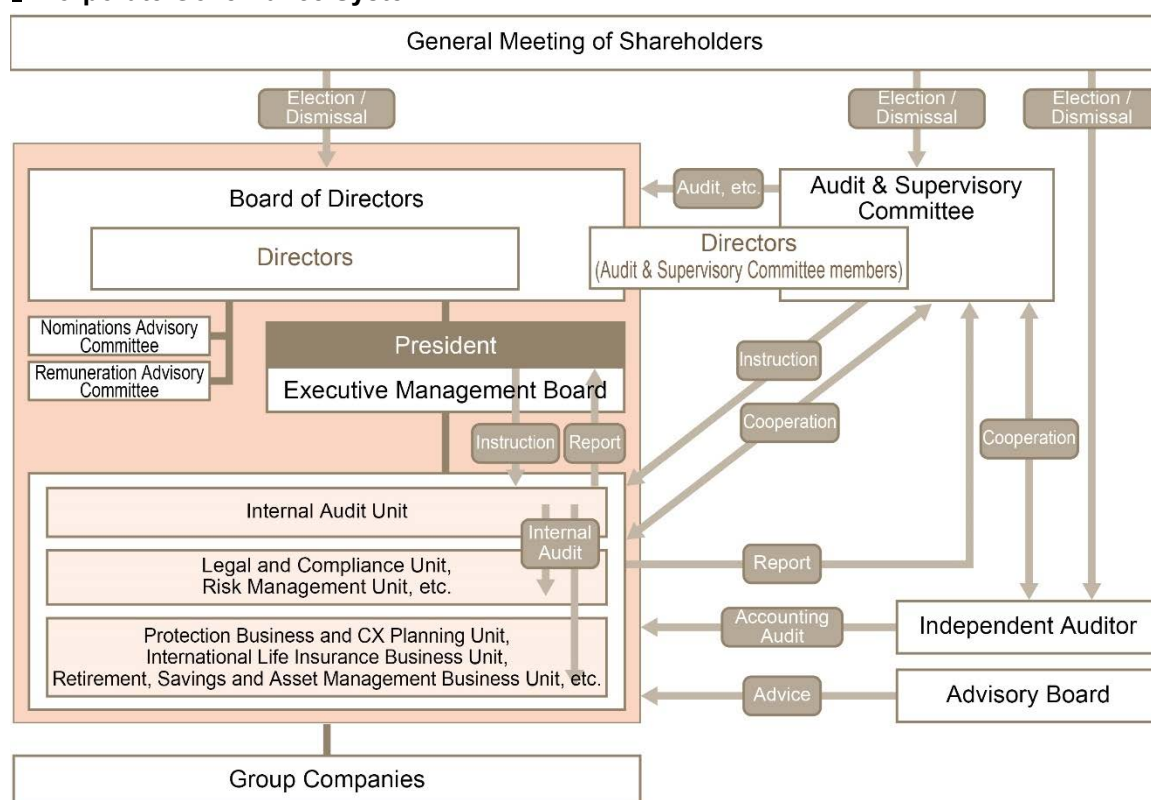 General Meeting of Shareholders
Election /
Dismissal
Election /
Dismissal
Election /
Dismissal
Board of Directors
Directors
Audit, etc.
Audit & Supervisory
Committee
Directors
(Audit & Supervisory Committee members)
Nominations Advisory
Committee
Remuneration Advisory
Committee
President
Executive Management Board
Instruction
Report
Instruction
Cooperation
Cooperation
Internal Audit Unit
Internal
Audit
Legal and Compliance Unit,
Risk Management Unit, etc.
Report
Protection Business and CX Planning Unit,
International Life Insurance Business Unit,
Retirement, Savings and Asset Management Business Unit, etc.
Accounting
Audit
Independent Auditor
Advice
Advisory Board
Group Companies